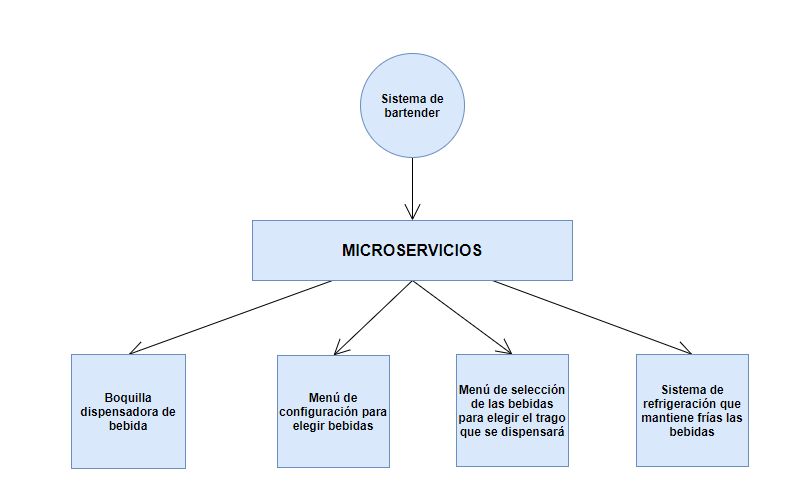 Sistema de
bartender
MICROSERVICIOS
Boquilla
dispensadora de
bebida
Menú de
configuración para
elegir bebidas
Menú de selección
de las bebidas
para elegir el trago
que se dispensará
Sistema de
refrigeración que
mantiene frías las
bebidas